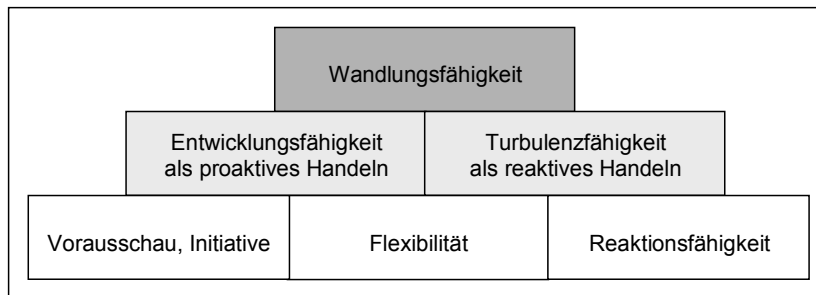 Wandlungsfähigkeit
Entwicklungsfähigkeit
als proaktives Handeln
Turbulenzfähigkeit
als reaktives Handeln
Vorausschau, Initiative
Flexibilität
Reaktionsfähigkeit